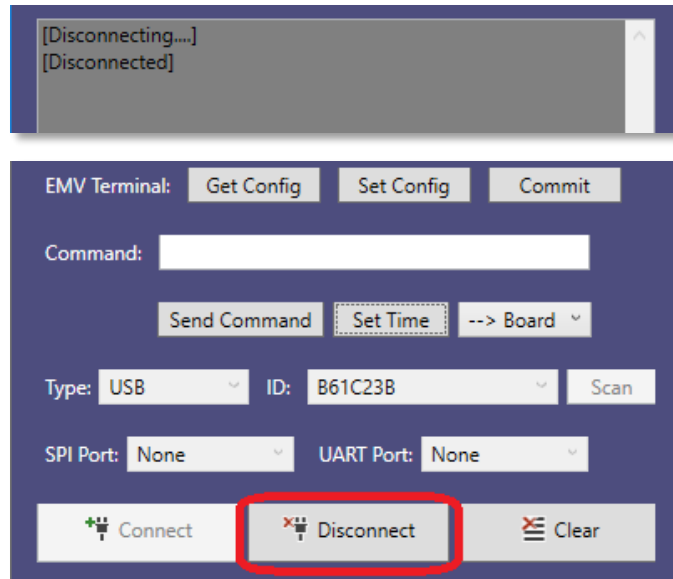 [Disconnecting....]
[Disconnected]
EMV Terminal: Get Config Set Config Commit
Command:
Send Command Set Time --> Board
Type: USB ID: B61C23B Scan
SPI Port: None UART Port: None
Connect Disconnect Clear